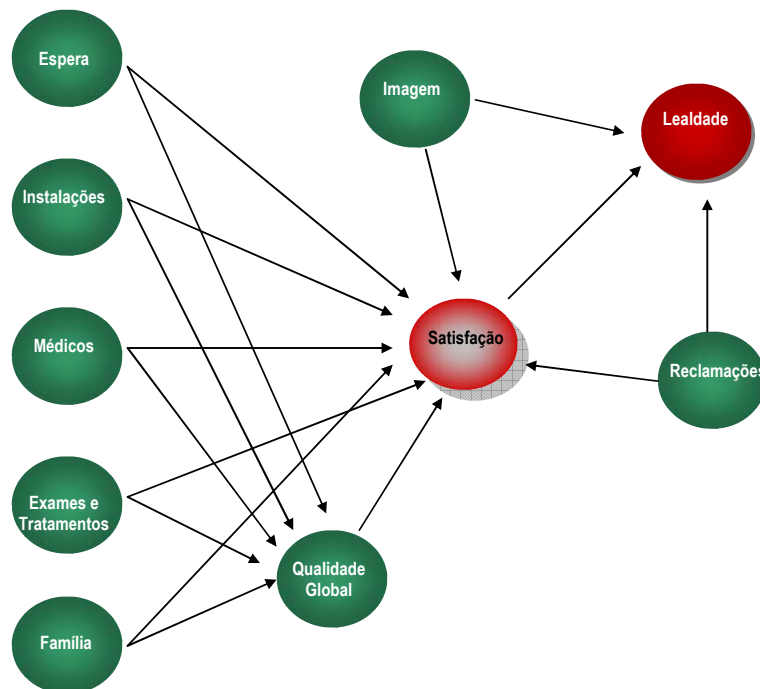 Espera
Imagem
Lealdade
Instalações
Médicos
Satisfação
Reclamações
Exames e
Tratamentos
Qualidade
Global
Família